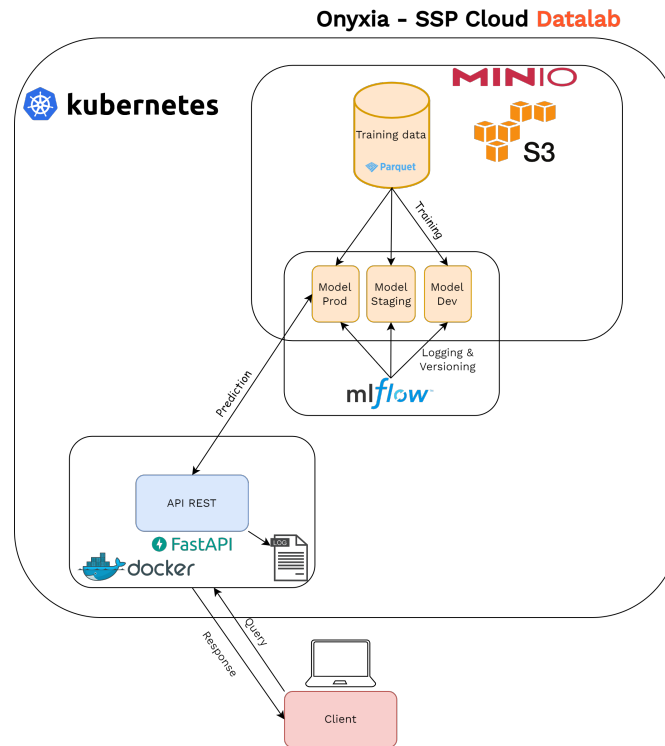 Onyxia - SSP Cloud Datalab
kubernetes
MINIO
Training data
Parquet
S3
Training
Model
Prod
Model
Staging
Model
Dev
Logging &
Versioning
mlflow™
Prediction
API REST
FastAPI
LOG
docker
Query
Response
Client